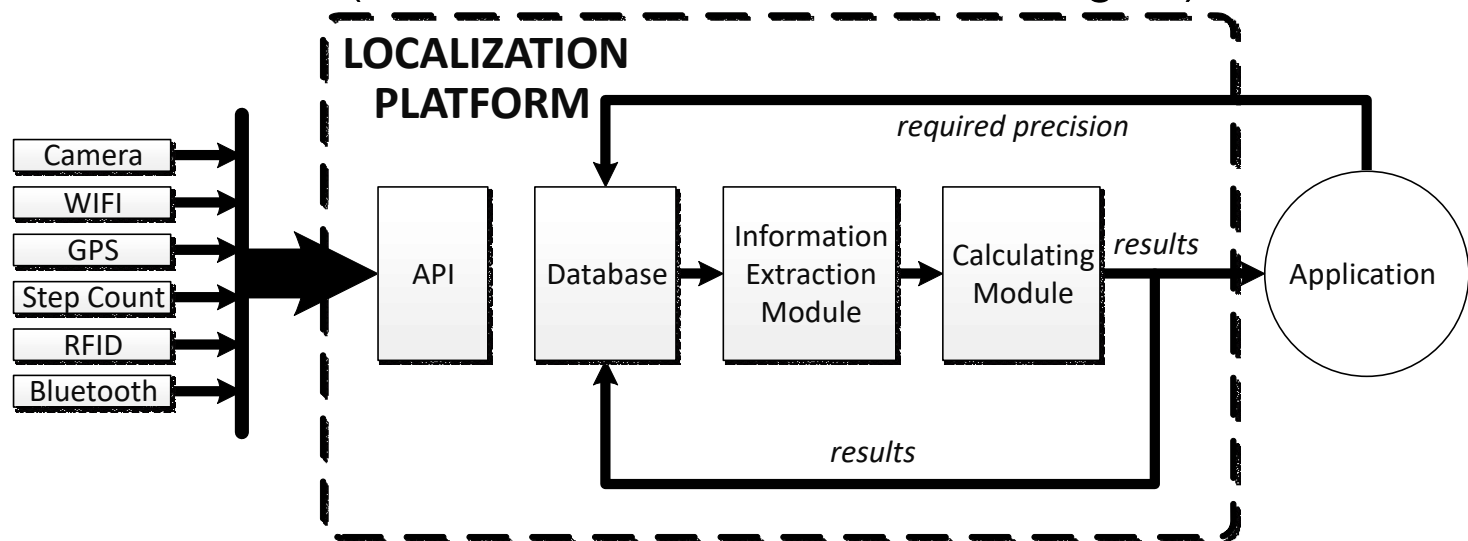 LOCALIZATION
PLATFORM
required precision
Camera
WIFI
GPS
Step Count
RFID
Bluetooth
API
Database
Information
Extraction
Module
Calculating
Module
results
Application
results